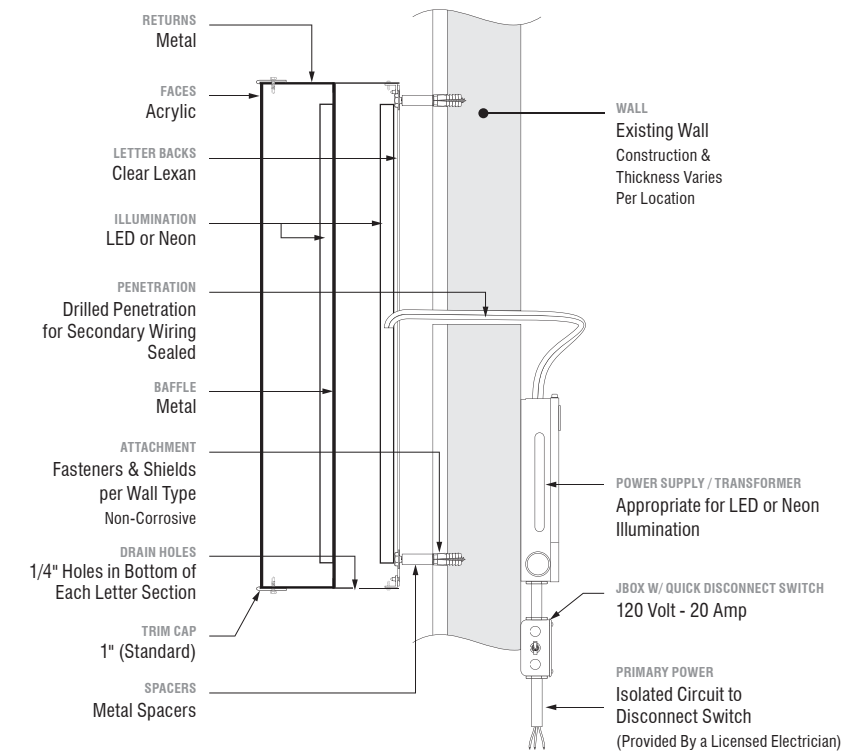 RETURNS
Metal
FACES
Acrylic
LETTER BACKS
Clear Lexan
ILLUMINATION
LED or Neon
PENETRATION
Drilled Penetration
for Secondary Wiring
Sealed
BAFFLE
Metal
ATTACHMENT
Fasteners & Shields
per Wall Type
Non-Corrosive
DRAIN HOLES
1/4" Holes in Bottom of
Each Letter Section
TRIM CAP
1" (Standard)
SPACERS
Metal Spacers
WALL
Existing Wall
Construction &
Thickness Varies
Per Location
POWER SUPPLY / TRANSFORMER
Appropriate for LED or Neon
Illumination
JBOX W/ QUICK DISCONNECT SWITCH
120 Volt - 20 Amp
PRIMARY POWER
Isolated Circuit to
Disconnect Switch
(Provided By a Licensed Electrician)